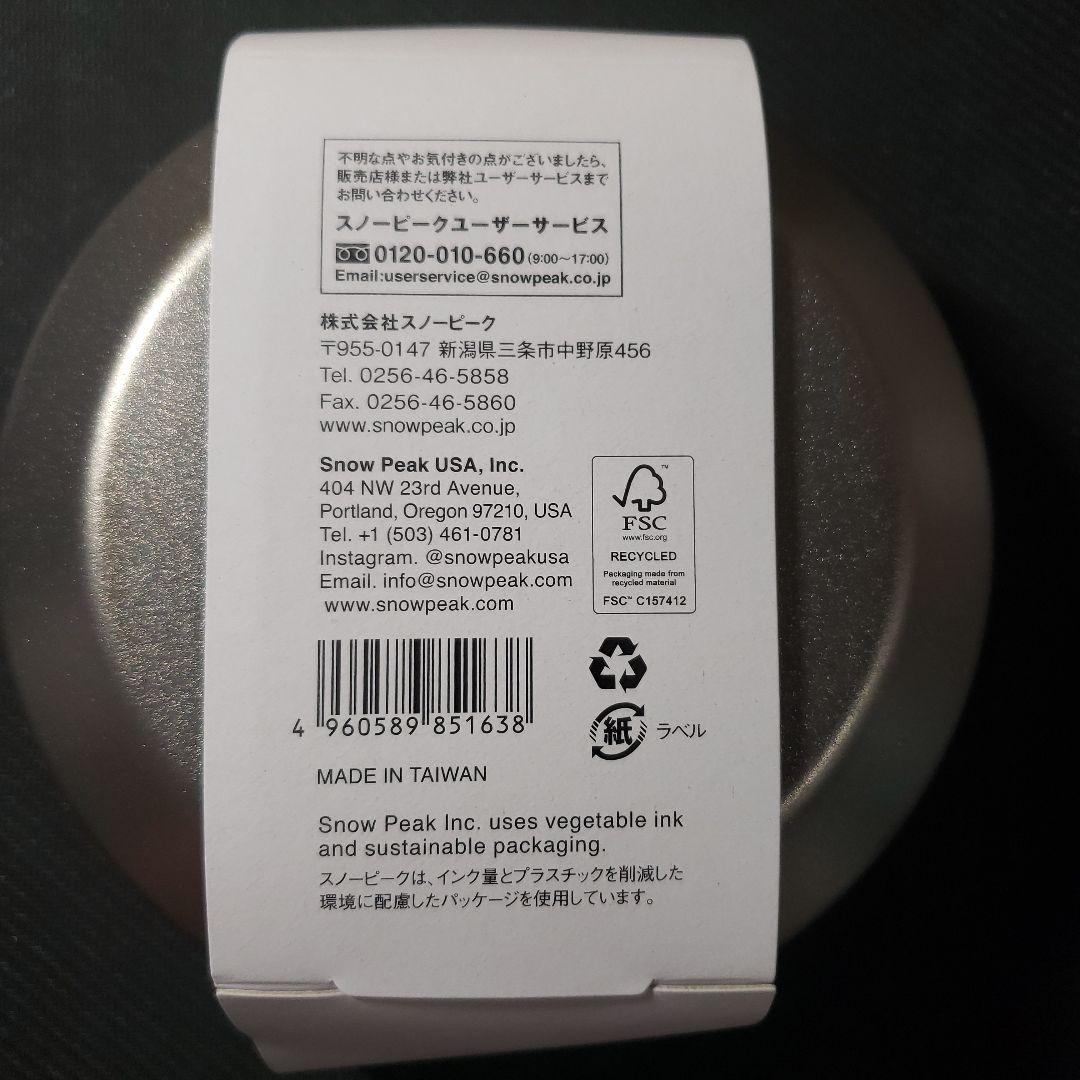 不明な点やお気付きの点がございましたら、
販売店様または弊社ユーザーサービスまで
お問い合わせください。
スノーピークユーザーサービス
0120-010-660(9:00〜17:00)
Email:userservice@snowpeak.co.jp
株式会社スノーピーク
〒955-0147 新潟県三条市中野原456
Tel. 0256-46-5858
Fax. 0256-46-5860
www.snowpeak.co.jp
Snow Peak USA, Inc.
404 NW 23rd Avenue,
Portland, Oregon 97210, USA
Tel. +1 (503) 461-0781
Instagram. @snowpeakusa
Email. info@snowpeak.com
www.snowpeak.com
™
FSC
www.fsc.org
RECYCLED
Packaging made from
recycled material
FSC™ C157412
4 960589 851638
紙 ラベル
MADE IN TAIWAN
Snow Peak Inc. uses vegetable ink
and sustainable packaging.
スノーピークは、インク量とプラスチックを削減した
環境に配慮したパッケージを使用しています。